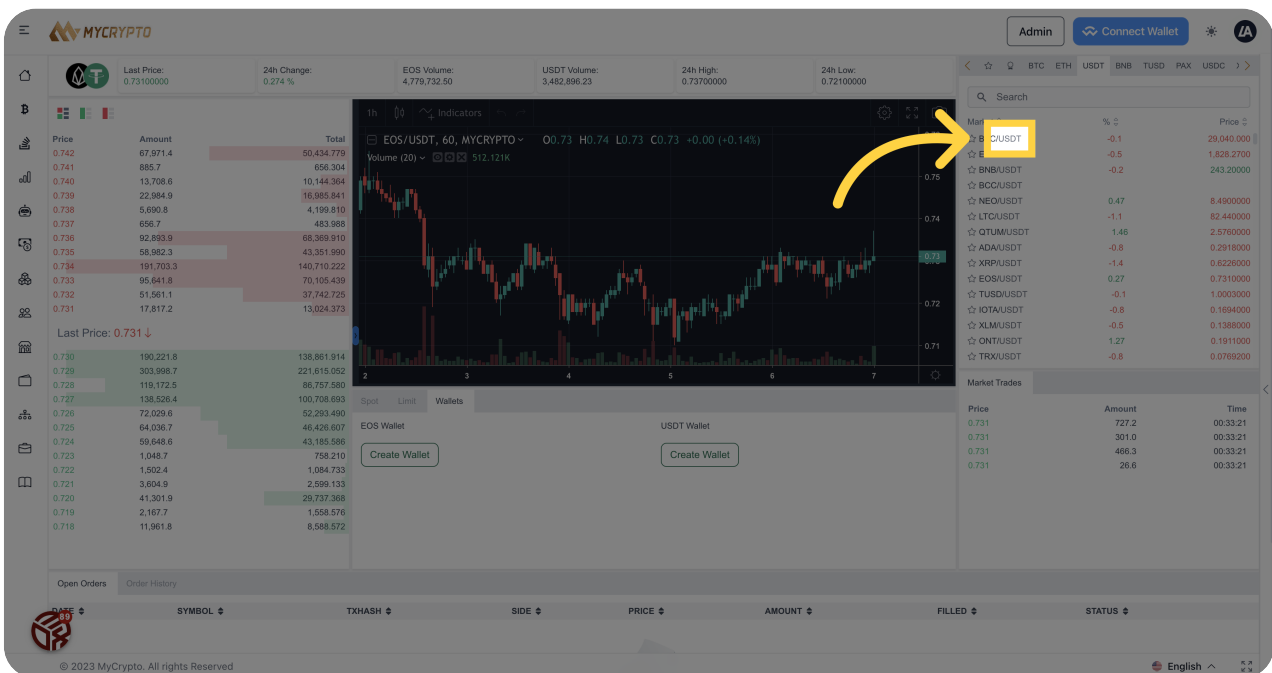 MYCRYPTO
Admin
Connect Wallet
Last Price:
0.73100000
24h Change:
0.274 %
EOS Volume:
4,779,732.50
USDT Volume:
3,482,896.23
24h High:
0.73700000
24h Low:
0.72100000
BTC ETH USDT BNB TUSD PAX USDC
Search
Price Amount Total
0.742 67,971.4 50,434.779
0.741 885.7 656.304
0.740 13,708.6 10,144.364
0.739 22,984.9 16,985.841
0.738 5,690.8 4,199.810
0.737 656.7 483.988
0.736 92,893.9 68,369.910
0.735 58,982.3 43,351.990
0.734 191,703.3 140,710.222
0.733 95,641.8 70,105.439
0.732 51,561.1 37,742.725
0.731 17,817.2 13,024.373
Last Price: 0.731 ↓
0.730 190,221.8 138,861.914
0.729 303,998.7 221,615.052
0.728 119,172.5 86,757.580
0.727 138,526.4 100,708.693
0.726 72,029.6 52,293.490
0.725 64,036.7 46,426.607
0.724 59,648.6 43,185.586
0.723 1,048.7 758.210
0.722 1,502.4 1,084.733
0.721 3,604.9 2,599.133
0.720 41,301.9 29,737.368
0.719 2,167.7 1,558.576
0.718 11,961.8 8,588.572
1h Indicators
EOS/USDT, 60, MYCRYPTO O0.73 H0.74 L0.73 C0.73 +0.00 (+0.14%)
Volume (20) 512.121K
0.75
0.74
0.73
0.72
0.71
2 3 4 5 6 7
Spot Limit Wallets
EOS Wallet USDT Wallet
Create Wallet Create Wallet
% Price
C/USDT -0.1 29,040.000
-0.5 1,828.2700
BNB/USDT -0.2 243.20000
BCC/USDT
NEO/USDT 0.47 8.4900000
LTC/USDT -1.1 82.440000
QTUM/USDT 1.46 2.5760000
ADA/USDT -0.8 0.2918000
XRP/USDT -1.4 0.6226000
EOS/USDT 0.27 0.7310000
TUSD/USDT -0.1 1.0003000
IOTA/USDT -0.8 0.1694000
XLM/USDT -0.5 0.1388000
ONT/USDT 1.27 0.1911000
TRX/USDT -0.8 0.0769200
Market Trades
Price Amount Time
0.731 727.2 00:33:21
0.731 301.0 00:33:21
0.731 466.3 00:33:21
0.731 26.6 00:33:21
Open Orders Order History
DATE SYMBOL TXHASH SIDE PRICE AMOUNT FILLED STATUS
89
© 2023 MyCrypto. All rights Reserved
English